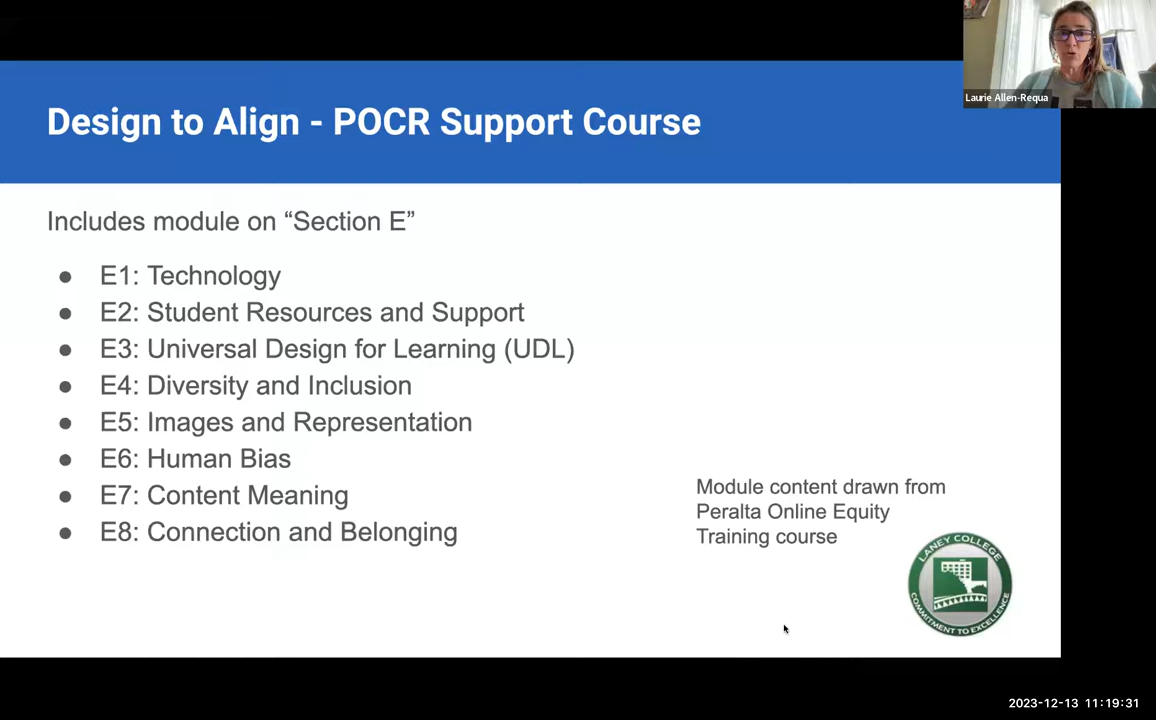 Laurie Allen-Requa
Design to Align - POCR Support Course
Includes module on “Section E”
● E1: Technology
● E2: Student Resources and Support
● E3: Universal Design for Learning (UDL)
● E4: Diversity and Inclusion
● E5: Images and Representation
● E6: Human Bias
● E7: Content Meaning
● E8: Connection and Belonging
Module content drawn from
Peralta Online Equity
Training course
LANEY COLLEGE
COMMITMENT TO EXCELLENCE
2023-12-13 11:19:31